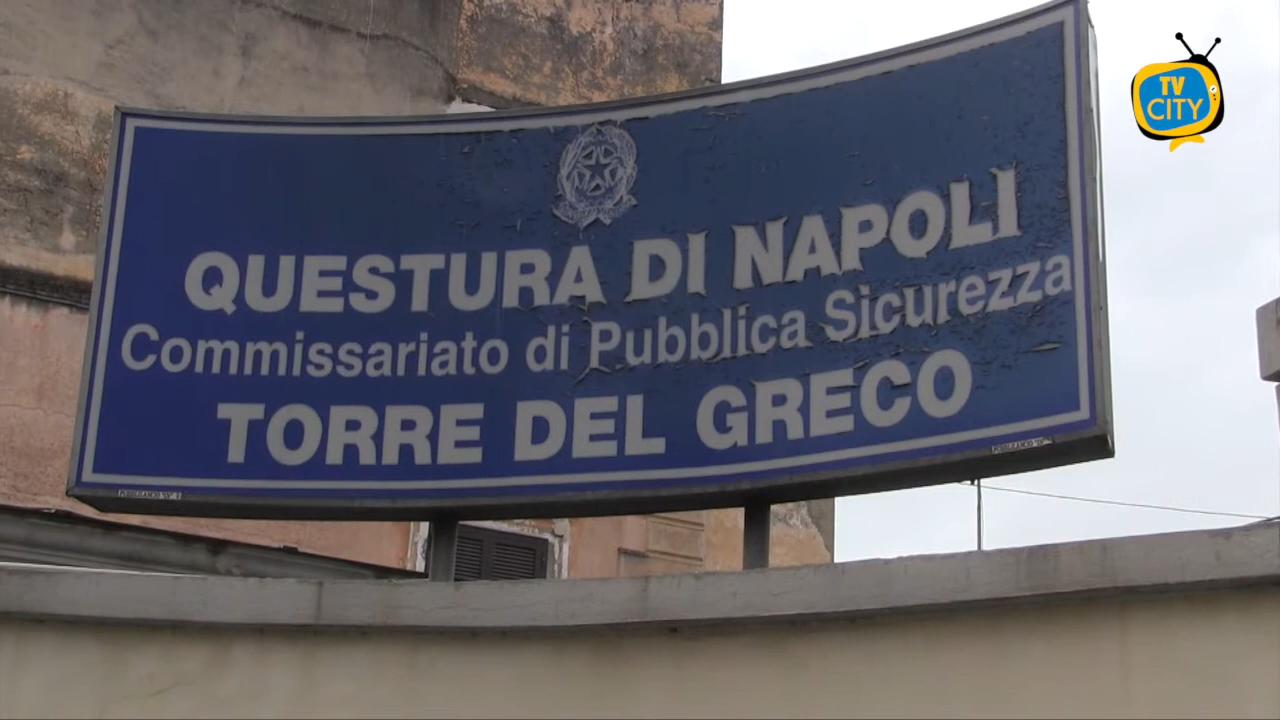 TV
CITY
QUESTURA DI NAPOLI
Commissariato di Pubblica Sicurezza
TORRE DEL GRECO